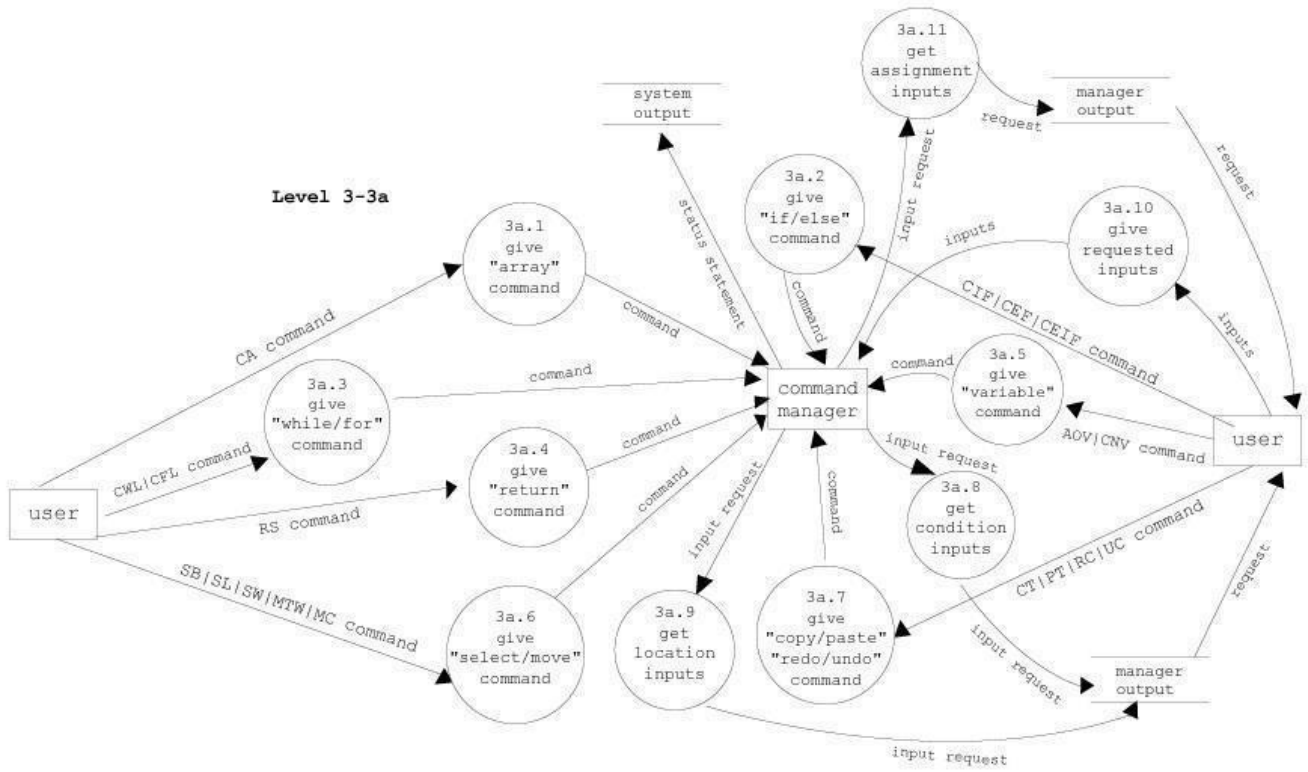 3a.11
get
assignment
inputs
request
manager
output
request
system
output
input request
3a.2
give
"if/else"
command
3a.10
give
requested
inputs
Level 3-3a
status statement
3a.1
give
"array"
command
inputs
CA command
command
command
CIF|CEF|CEIF command
inputs
3a.3
give
"while/for"
command
command
command
manager
command
3a.5
give
"variable"
command
user
AOV|CNV command
CWL|CFL command
3a.4
give
"return"
command
command
input request
user
RS command
command
input request
command
3a.8
get
condition
inputs
CT|PT|RC|UC command
request
SB|SL|SW|MTW|MC command
3a.6
give
"select/move"
command
3a.9
get
location
inputs
3a.7
give
"copy/paste"
"redo/undo"
command
input request
manager
output
input request